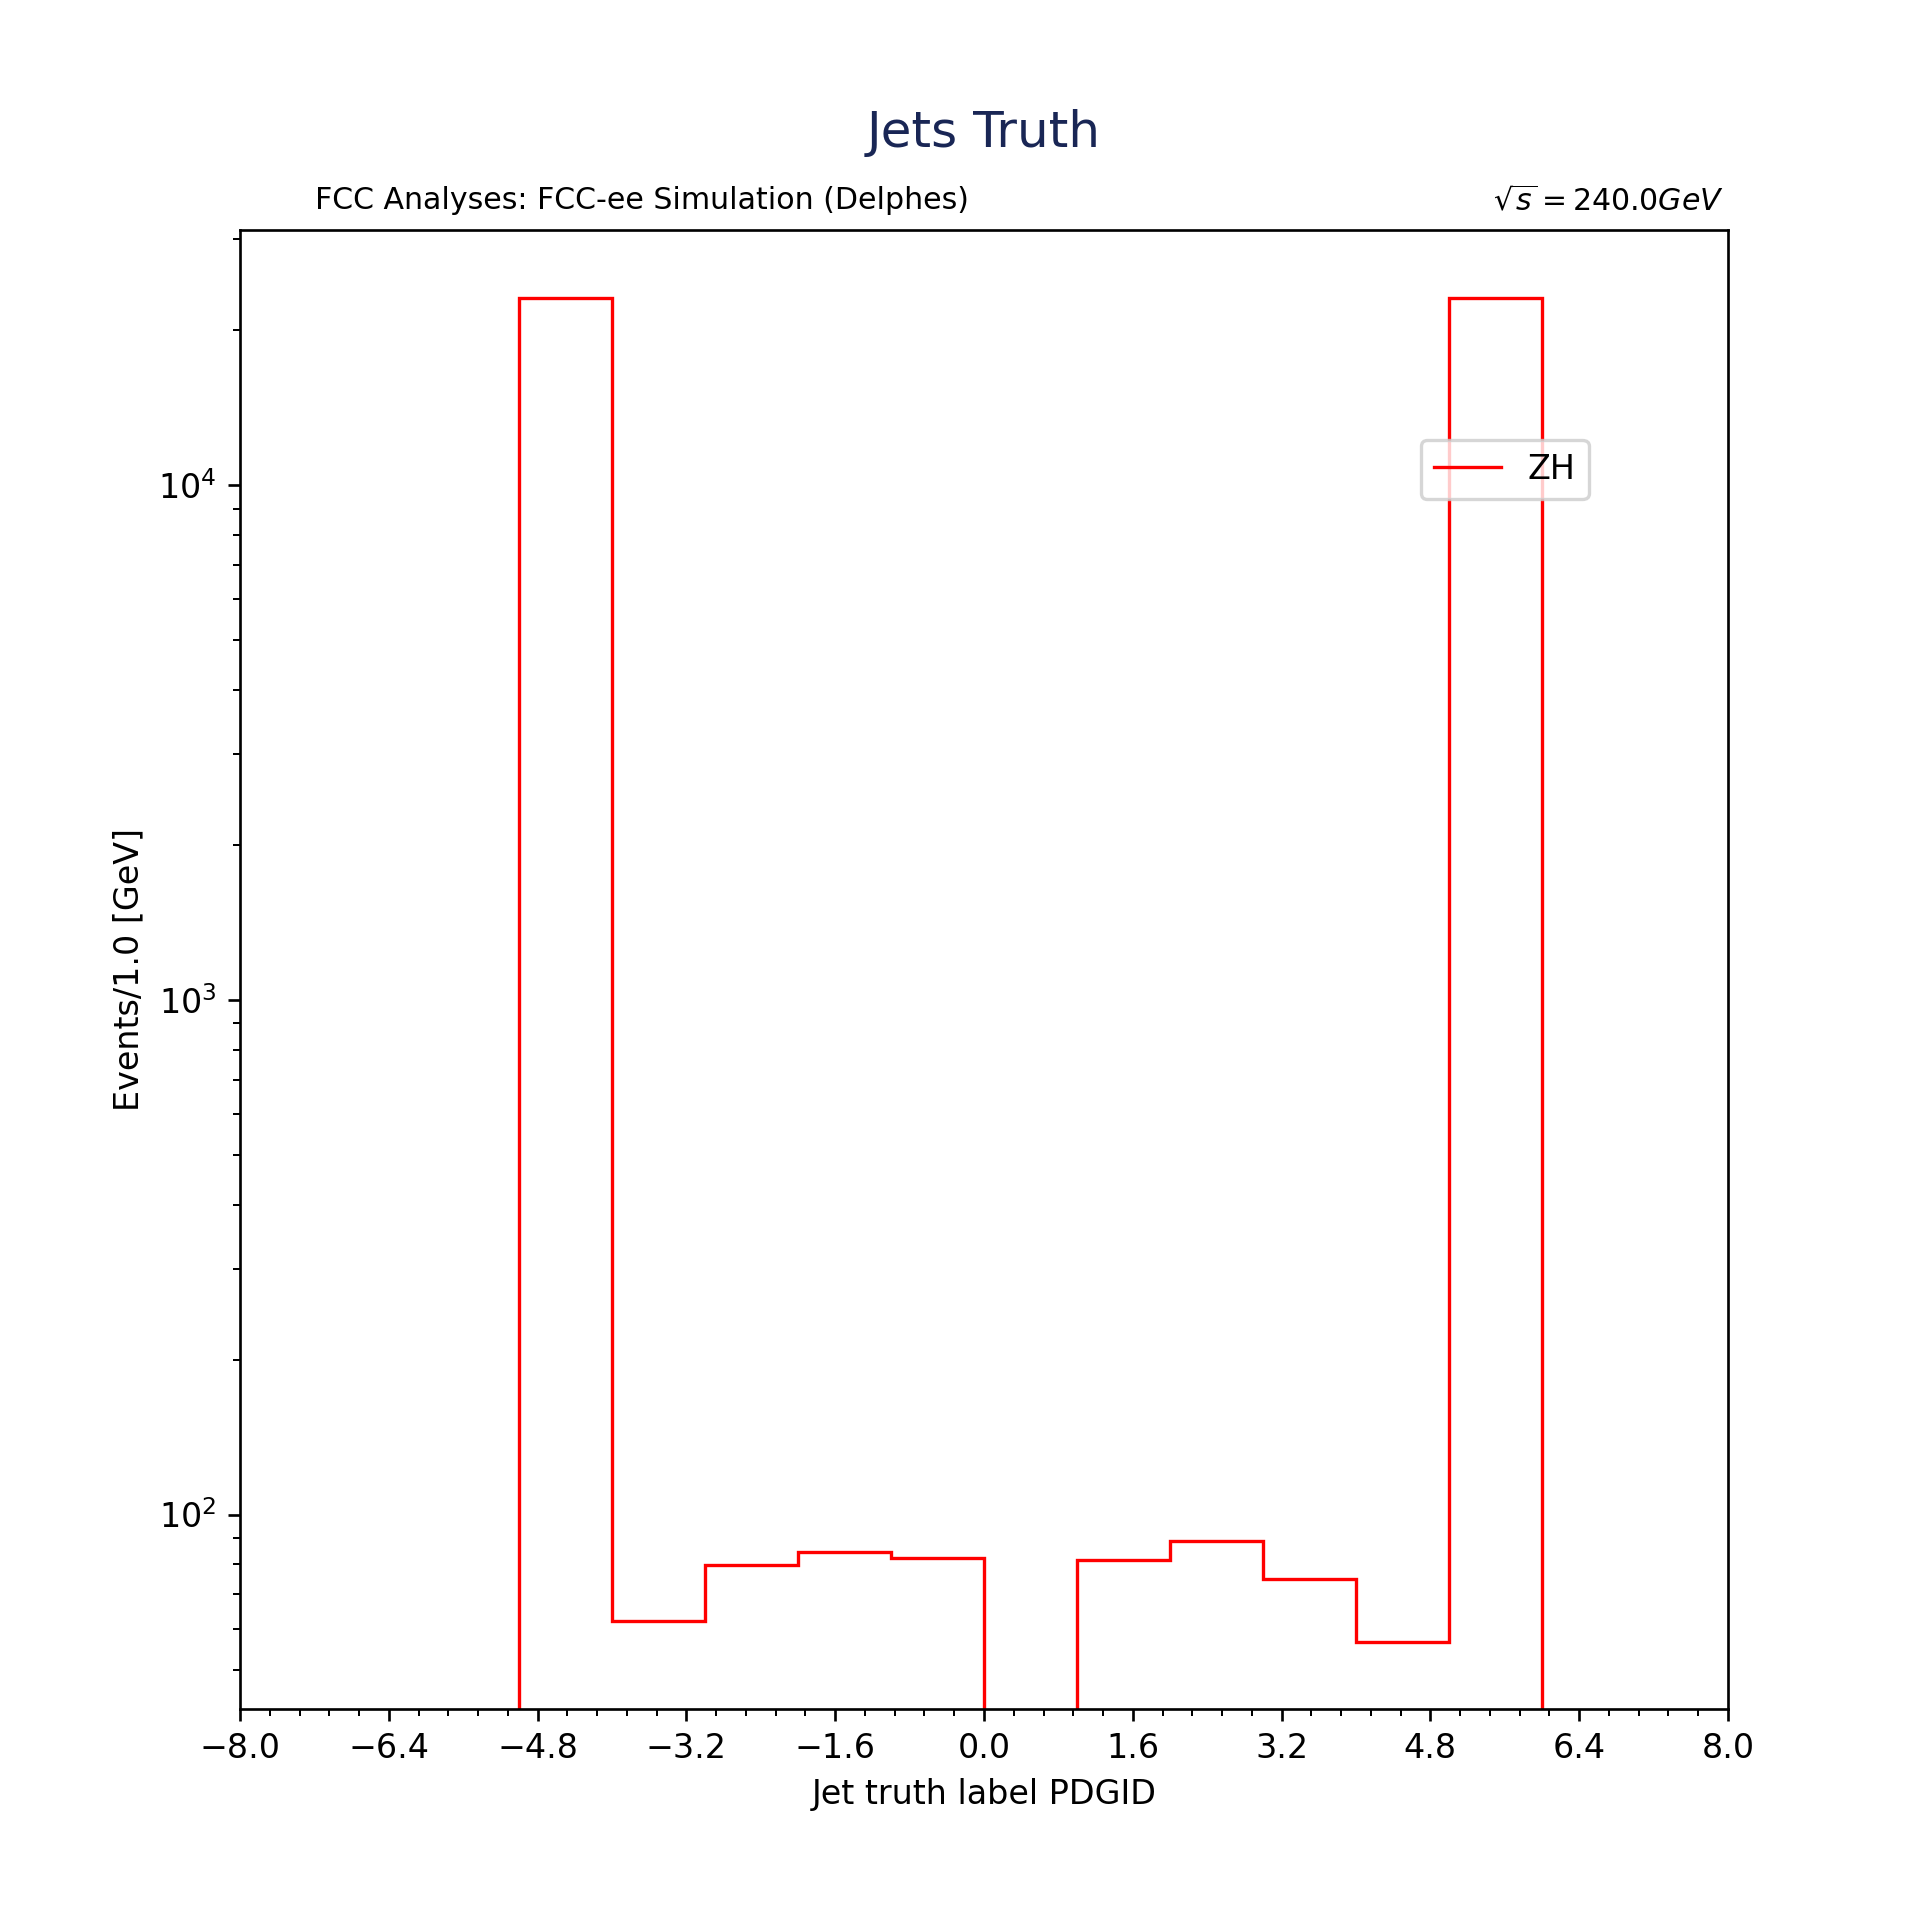 Jets Truth
FCC Analyses: FCC-ee Simulation (Delphes)
√s = 240.0GeV
ZH
Events/1.0 [GeV]
10⁴
10³
10²
−8.0 −6.4 −4.8 −3.2 −1.6 0.0 1.6 3.2 4.8 6.4 8.0
Jet truth label PDGID